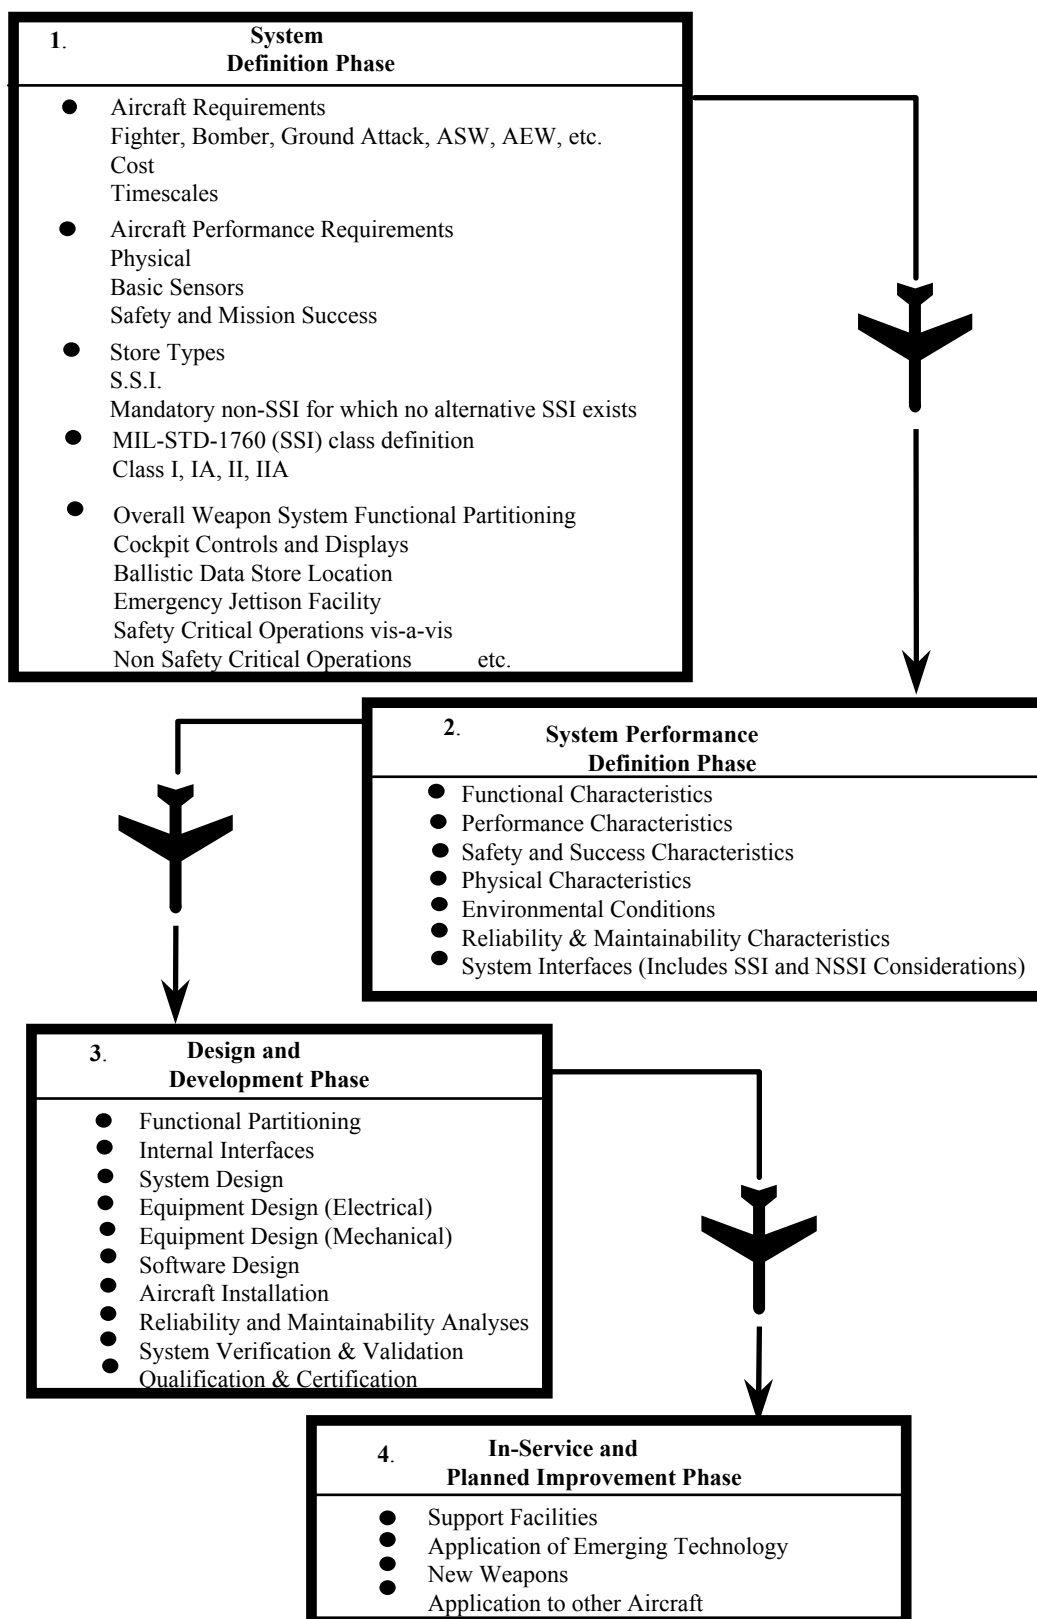 1. System
Definition Phase
● Aircraft Requirements
Fighter, Bomber, Ground Attack, ASW, AEW, etc.
Cost
Timescales
● Aircraft Performance Requirements
Physical
Basic Sensors
Safety and Mission Success
● Store Types
S.S.I.
Mandatory non-SSI for which no alternative SSI exists
● MIL-STD-1760 (SSI) class definition
Class I, IA, II, IIA
● Overall Weapon System Functional Partitioning
Cockpit Controls and Displays
Ballistic Data Store Location
Emergency Jettison Facility
Safety Critical Operations vis-a-vis
Non Safety Critical Operations etc.
2. System Performance
Definition Phase
● Functional Characteristics
● Performance Characteristics
● Safety and Success Characteristics
● Physical Characteristics
● Environmental Conditions
● Reliability & Maintainability Characteristics
● System Interfaces (Includes SSI and NSSI Considerations)
3. Design and
Development Phase
● Functional Partitioning
● Internal Interfaces
● System Design
● Equipment Design (Electrical)
● Equipment Design (Mechanical)
● Software Design
● Aircraft Installation
● Reliability and Maintainability Analyses
● System Verification & Validation
● Qualification & Certification
4. In-Service and
Planned Improvement Phase
● Support Facilities
● Application of Emerging Technology
● New Weapons
● Application to other Aircraft